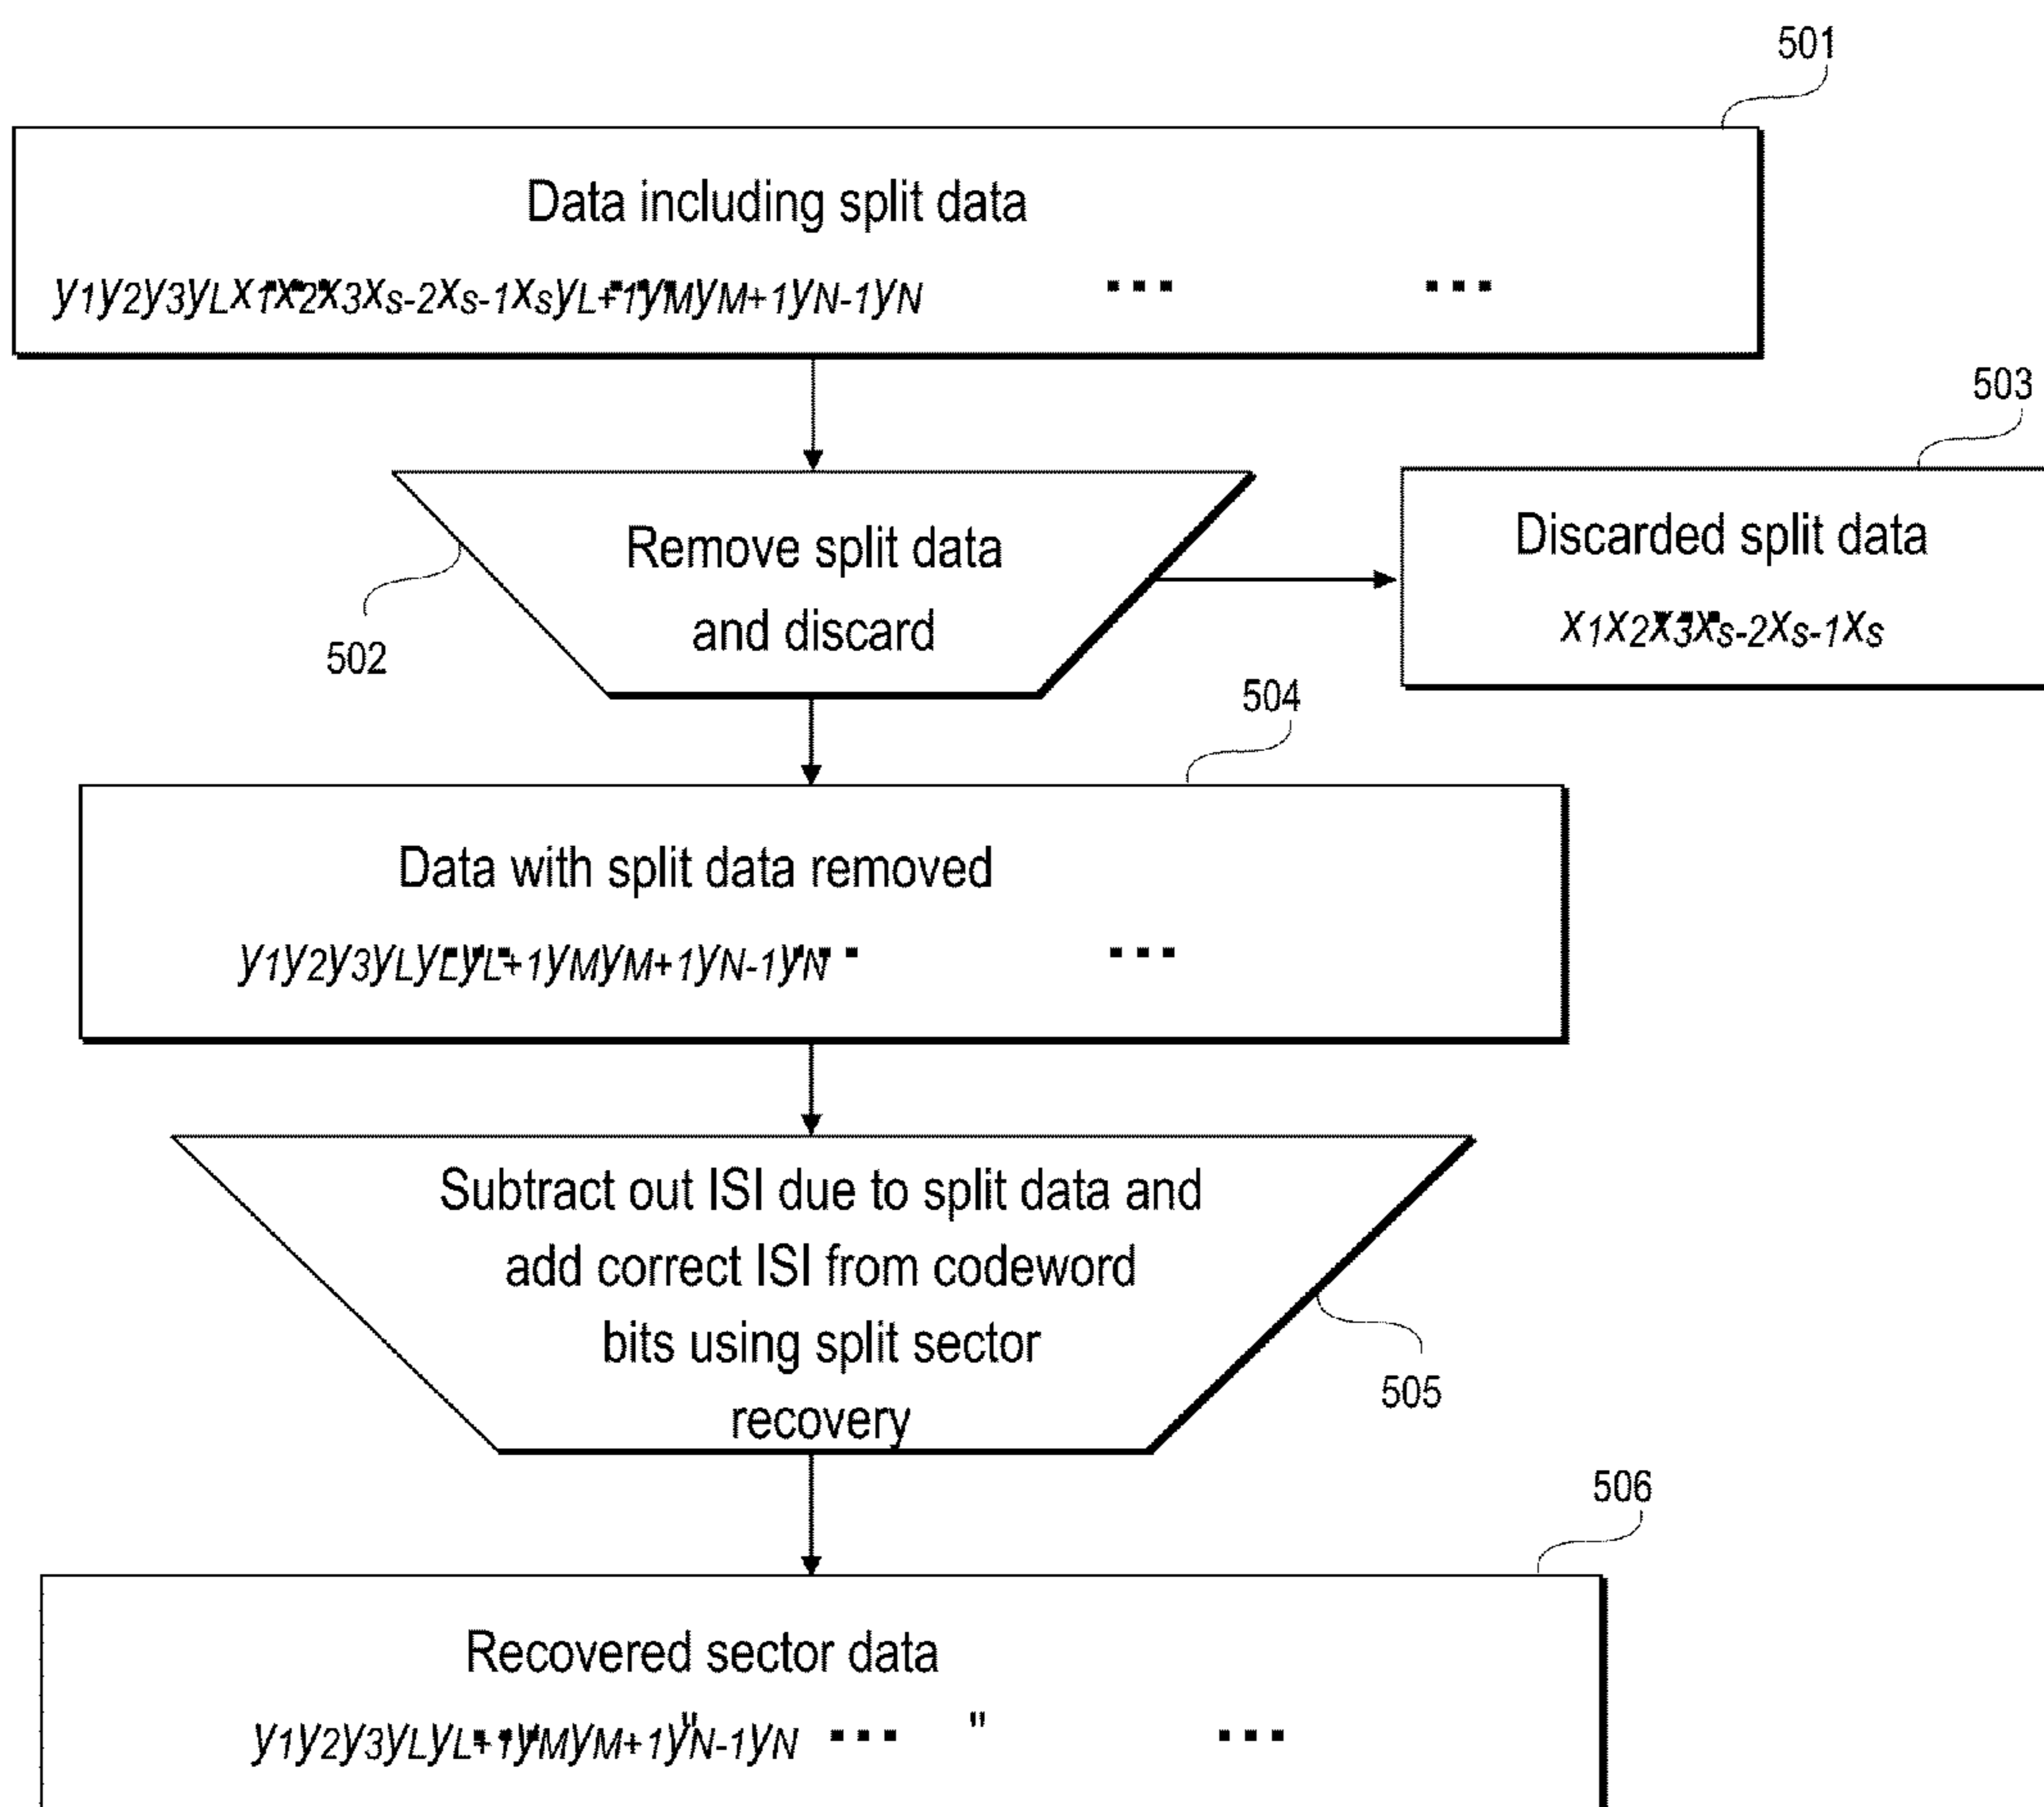 501
Data including split data
y1y2y3yLx1x2x3xs-2xs-1xsyL+1yMyM+1yN-1yN ... ...
503
Discarded split data
x1x2x3xs-2xs-1xs
Remove split data
and discard
502
504
Data with split data removed
y1y2y3yLyLyL+1yMyM+1yN-1yN ... ...
Subtract out ISI due to split data and
add correct ISI from codeword
bits using split sector
recovery
505
506
Recovered sector data
y1y2y3yLyL+1yMyM+1y"N-1yN ... " ...